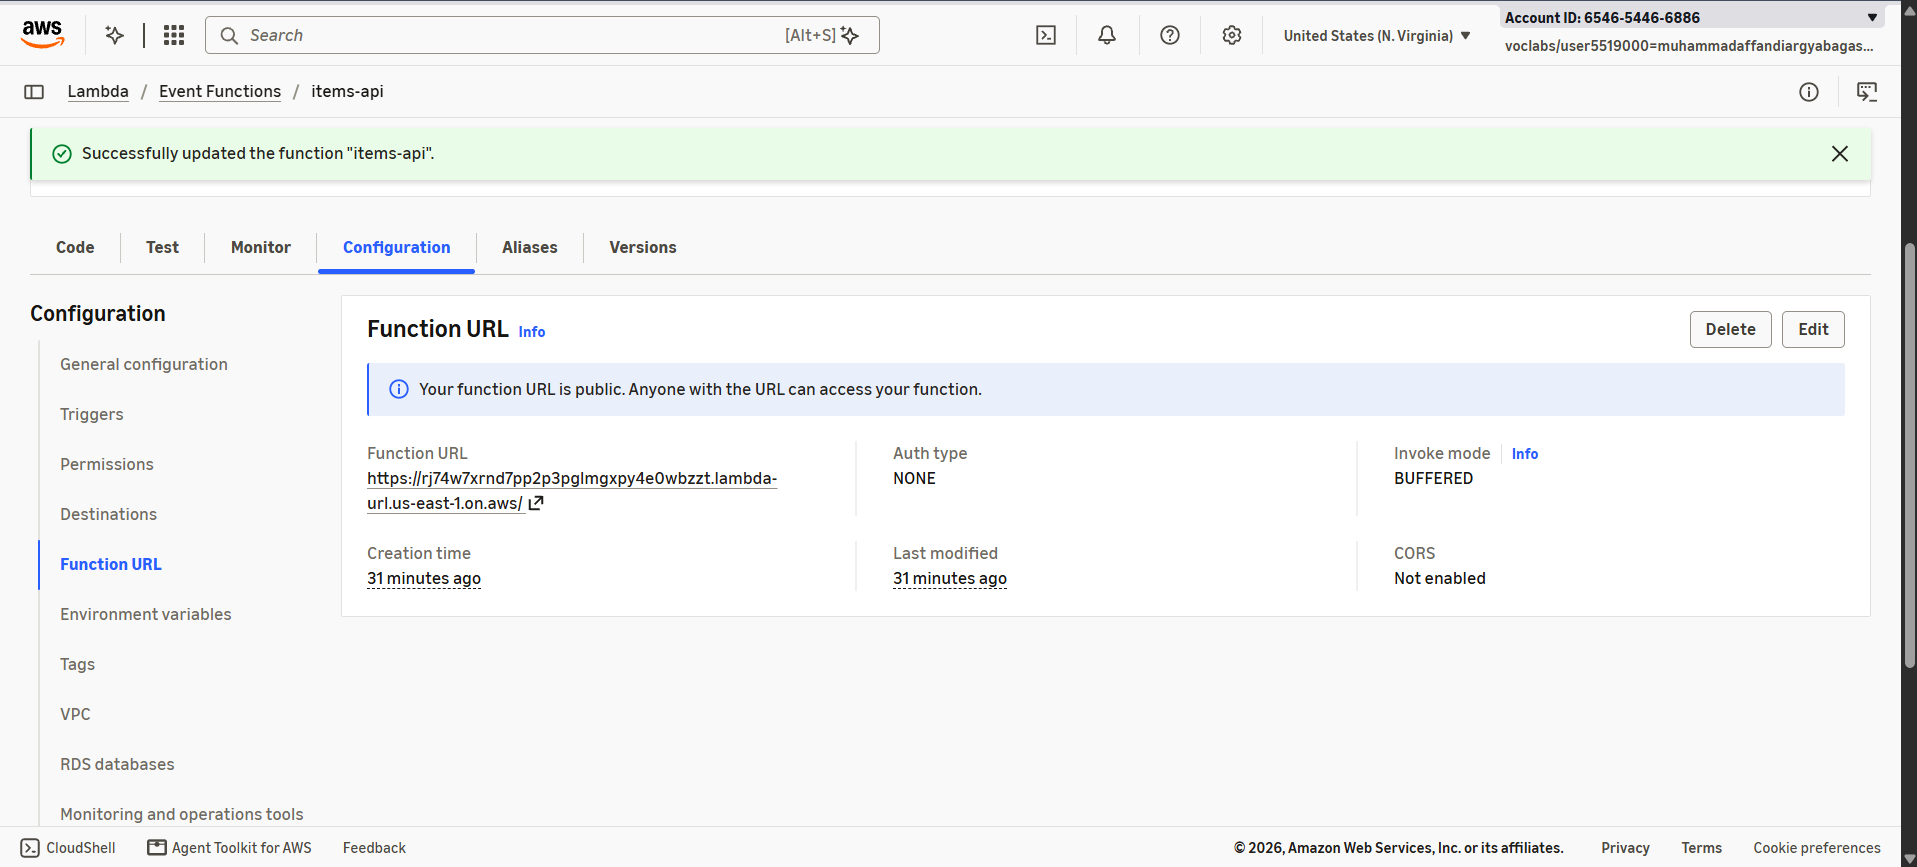 aws
Search
[Alt+S]
United States (N. Virginia)
Account ID: 6546-5446-6886
voclabs/user5519000=muhammadaffandiargyabagas...
Lambda / Event Functions / items-api
Successfully updated the function "items-api".
Code
Test
Monitor
Configuration
Aliases
Versions
Configuration
General configuration
Triggers
Permissions
Destinations
Function URL
Environment variables
Tags
VPC
RDS databases
Monitoring and operations tools
Function URL Info
Delete
Edit
Your function URL is public. Anyone with the URL can access your function.
Function URL
https://rj74w7xrnd7pp2p3pglmgxpy4e0wbzzt.lambda-
url.us-east-1.on.aws/
Auth type
NONE
Invoke mode Info
BUFFERED
Creation time
31 minutes ago
Last modified
31 minutes ago
CORS
Not enabled
CloudShell
Agent Toolkit for AWS
Feedback
© 2026, Amazon Web Services, Inc. or its affiliates.
Privacy
Terms
Cookie preferences